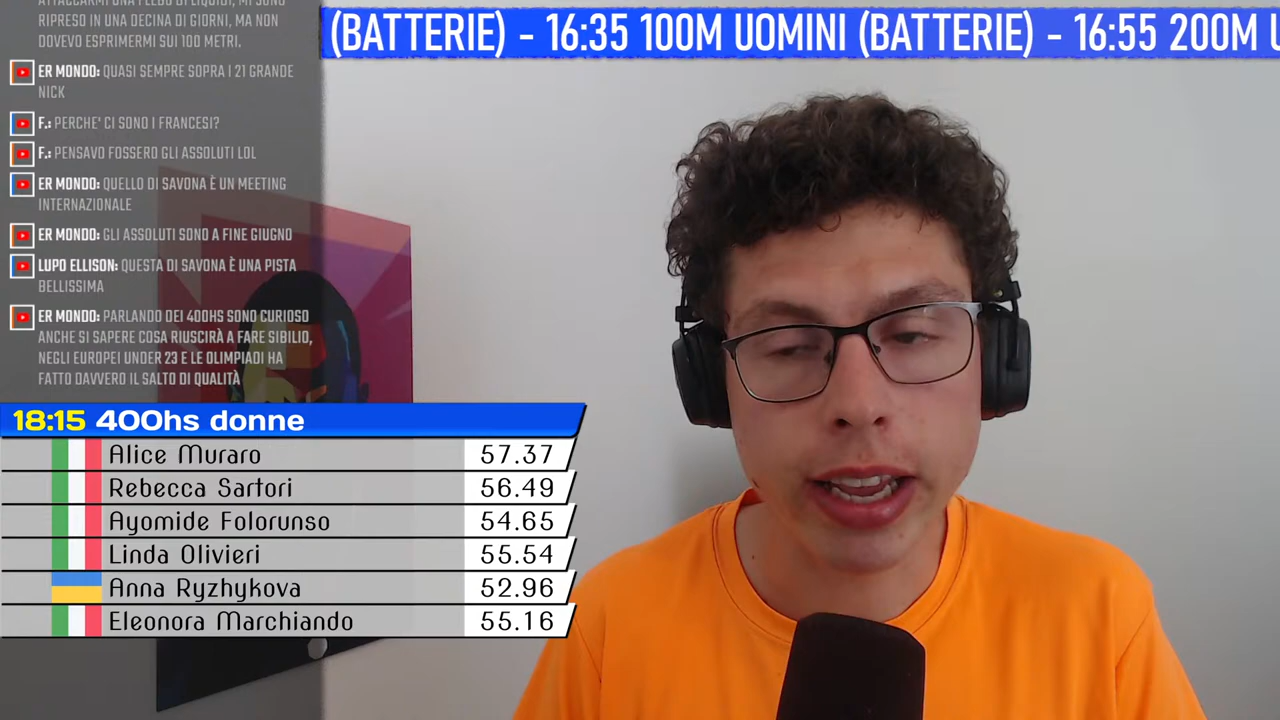 ATTACCARMI UNA FLEBO DI LIQUIDI, MI SONO
RIPRESO IN UNA DECINA DI GIORNI, MA NON
DOVEVO ESPRIMERMI SUI 100 METRI.
ER MONDO: QUASI SEMPRE SOPRA I 21 GRANDE
NICK
F.: PERCHE' CI SONO I FRANCESI?
F.: PENSAVO FOSSERO GLI ASSOLUTI LOL
ER MONDO: QUELLO DI SAVONA È UN MEETING
INTERNAZIONALE
ER MONDO: GLI ASSOLUTI SONO A FINE GIUGNO
LUPO ELLISON: QUESTA DI SAVONA È UNA PISTA
BELLISSIMA
ER MONDO: PARLANDO DEI 400HS SONO CURIOSO
ANCHE SI SAPERE COSA RIUSCIRÀ A FARE SIBILIO,
NEGLI EUROPEI UNDER 23 E LE OLIMPIADI HA
FATTO DAVVERO IL SALTO DI QUALITÀ
(BATTERIE) - 16:35 100M UOMINI (BATTERIE) - 16:55 200M U
18:15 400hs donne
Alice Muraro 57.37
Rebecca Sartori 56.49
Ayomide Folorunso 54.65
Linda Olivieri 55.54
Anna Ryzhykova 52.96
Eleonora Marchiando 55.16